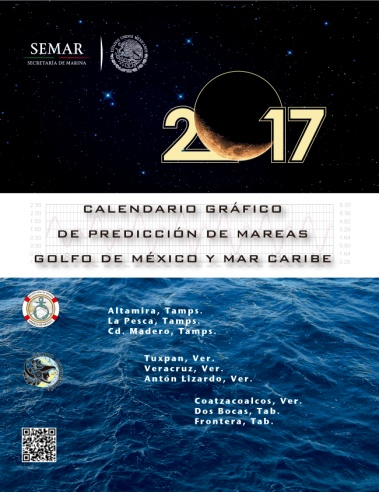 SEMAR
SECRETARÍA DE MARINA
2017
CALENDARIO GRÁFICO
DE PREDICCIÓN DE MAREAS
GOLFO DE MÉXICO Y MAR CARIBE
Altamira, Tamps.
La Pesca, Tamps.
Cd. Madero, Tamps.
Tuxpan, Ver.
Veracruz, Ver.
Antón Lizardo, Ver.
Coatzacoalcos, Ver.
Dos Bocas, Tab.
Frontera, Tab.